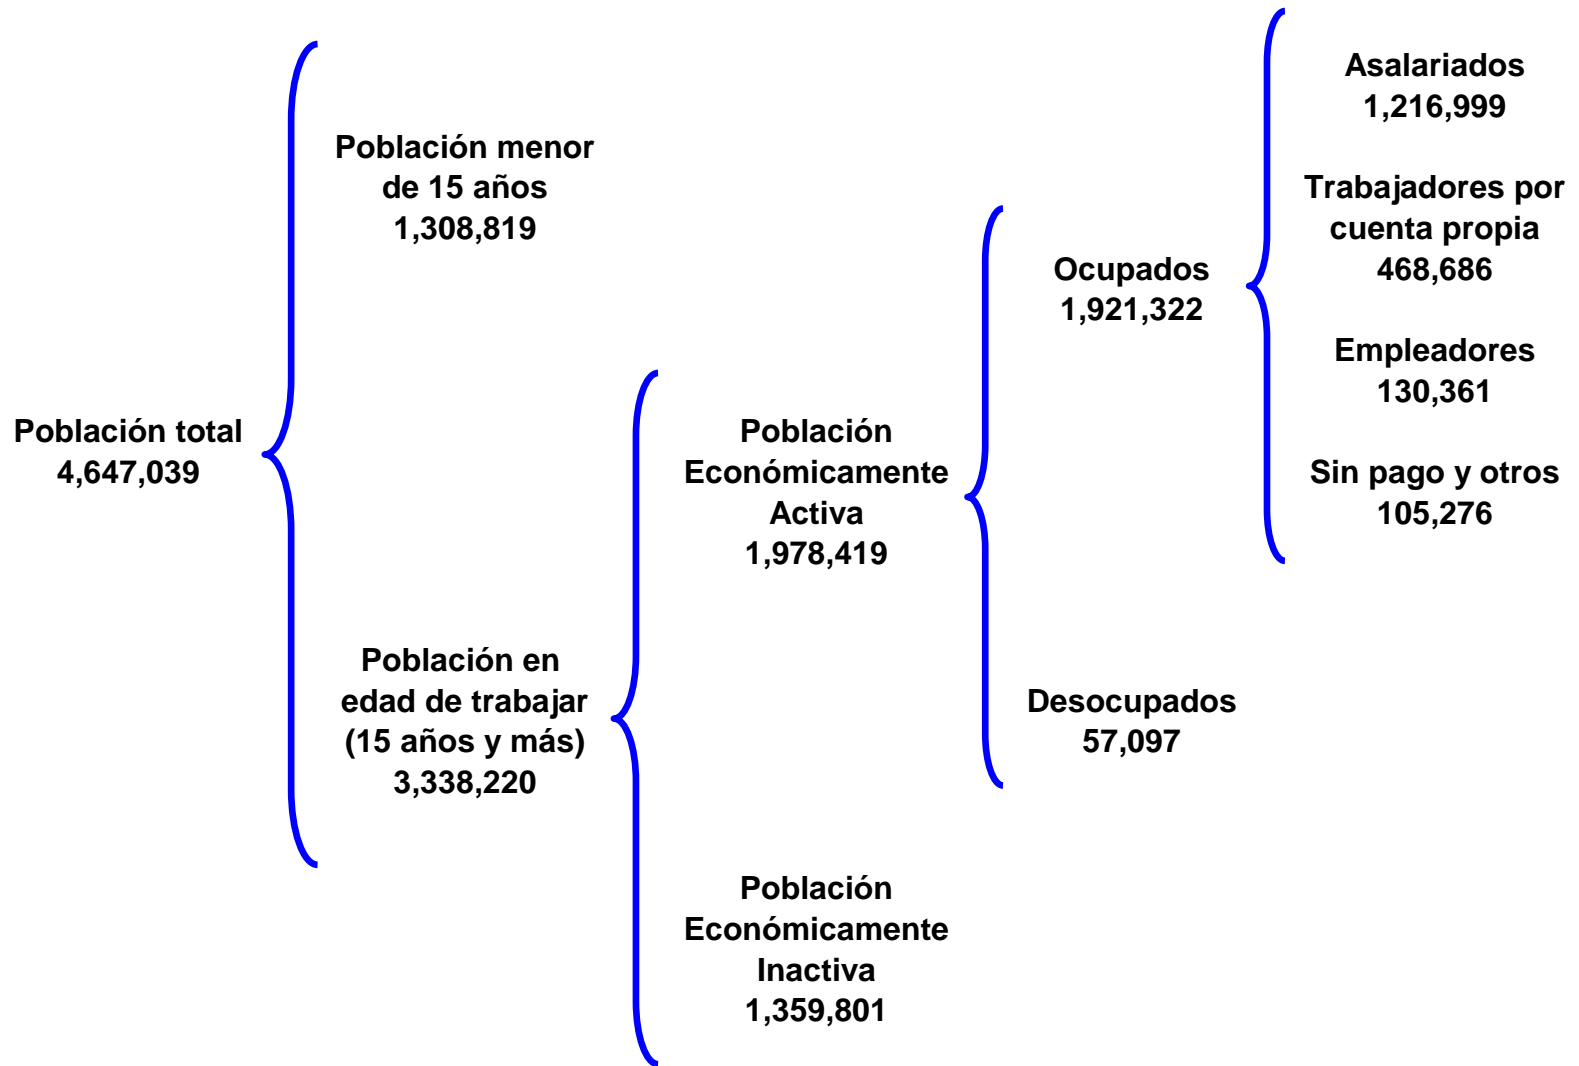 Población total
4,647,039
Población menor
de 15 años
1,308,819
Población en
edad de trabajar
(15 años y más)
3,338,220
Población
Económicamente
Activa
1,978,419
Población
Económicamente
Inactiva
1,359,801
Ocupados
1,921,322
Desocupados
57,097
Asalariados
1,216,999
Trabajadores por
cuenta propia
468,686
Empleadores
130,361
Sin pago y otros
105,276